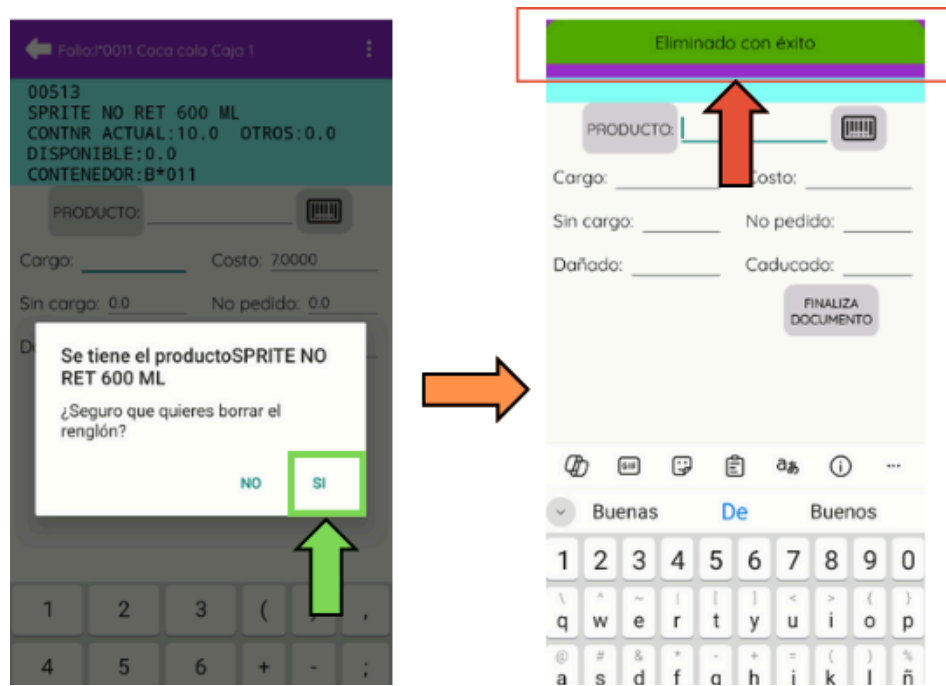 Folio:r*0011 Coca cola Caja 1
00513
SPRITE NO RET 600 ML
CONTNR ACTUAL:10.0 OTROS:0.0
DISPONIBLE:0.0
CONTENEDOR:B*011
PRODUCTO:
Cargo:
Costo: 7.0000
Sin cargo: 0.0
No pedido: 0.0
Se tiene el productoSPRITE NO
RET 600 ML
¿Seguro que quieres borrar el
renglón?
NO SI
1 2 3 ( ) ,
4 5 6 + - ;
Eliminado con éxito
PRODUCTO:
Cargo:
Costo:
Sin cargo:
No pedido:
Dañado:
Caducado:
FINALIZA
DOCUMENTO
GIF
Buenas De Buenos
1 2 3 4 5 6 7 8 9 0
\ ^ ~ | [ ] < > { }
q w e r t y u i o p
@ # & * - + = ( ) %
a s d f g h j k l ñ